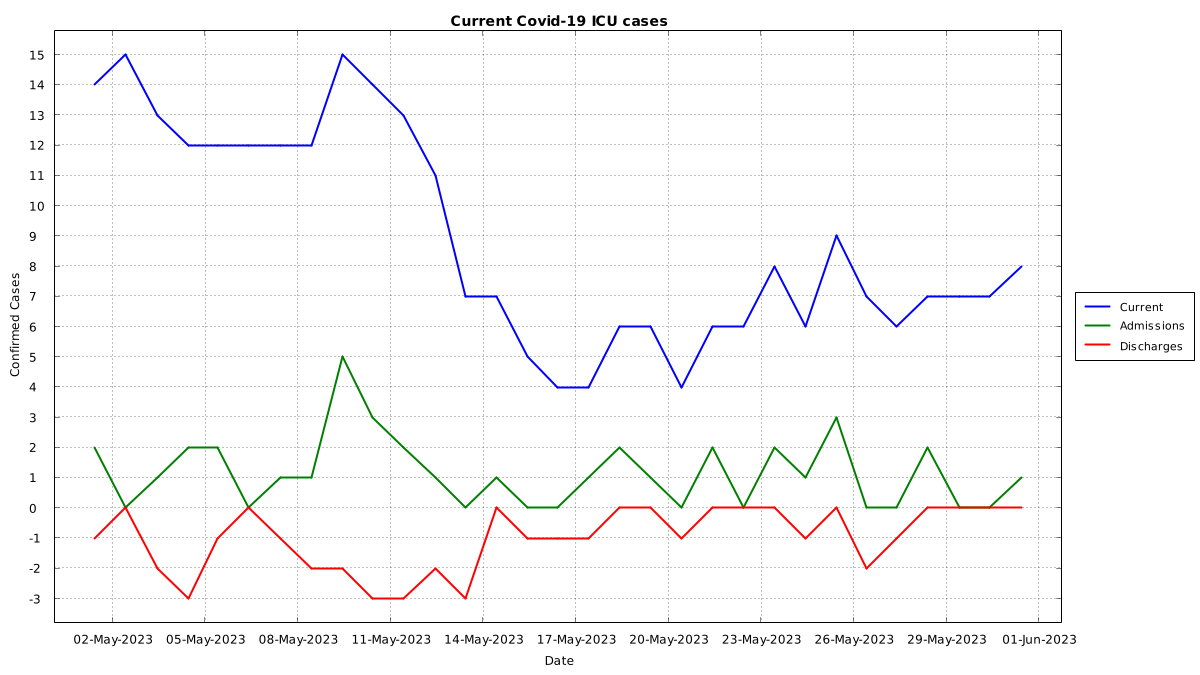 Current Covid-19 ICU cases
15
14
13
12
11
10
9
8
7
6
5
4
3
2
1
0
-1
-2
-3
Confirmed Cases
02-May-2023 05-May-2023 08-May-2023 11-May-2023 14-May-2023 17-May-2023 20-May-2023 23-May-2023 26-May-2023 29-May-2023 01-Jun-2023
Date
Current
Admissions
Discharges